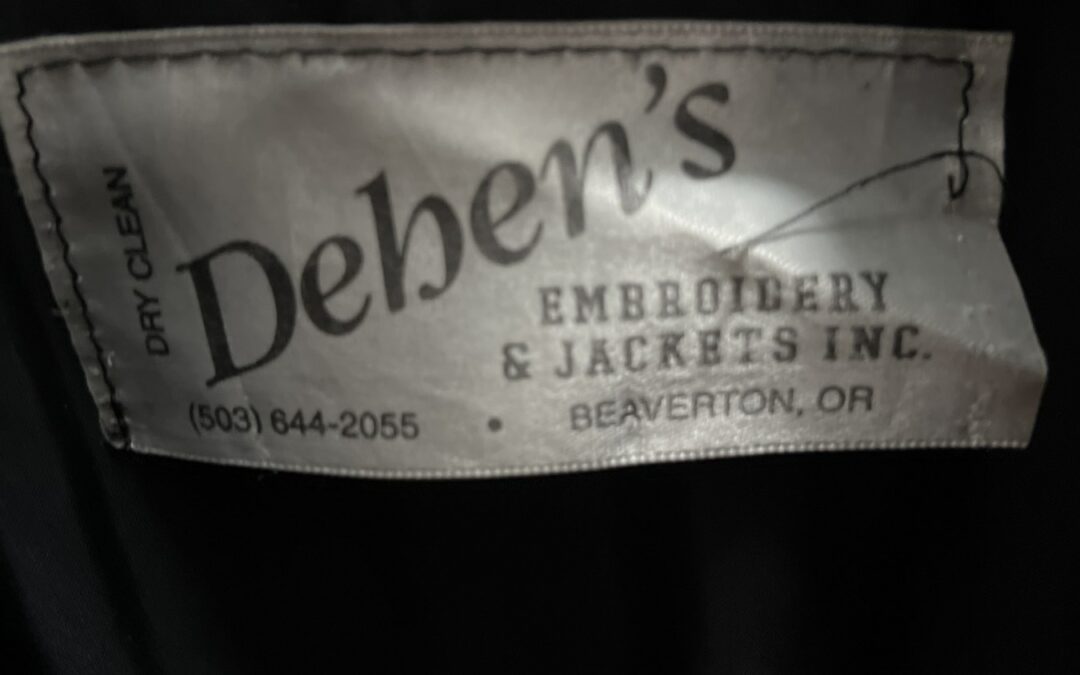 DRY CLEAN
Deben's
EMBROIDERY
& JACKETS INC.
(503) 644-2055 • BEAVERTON, OR